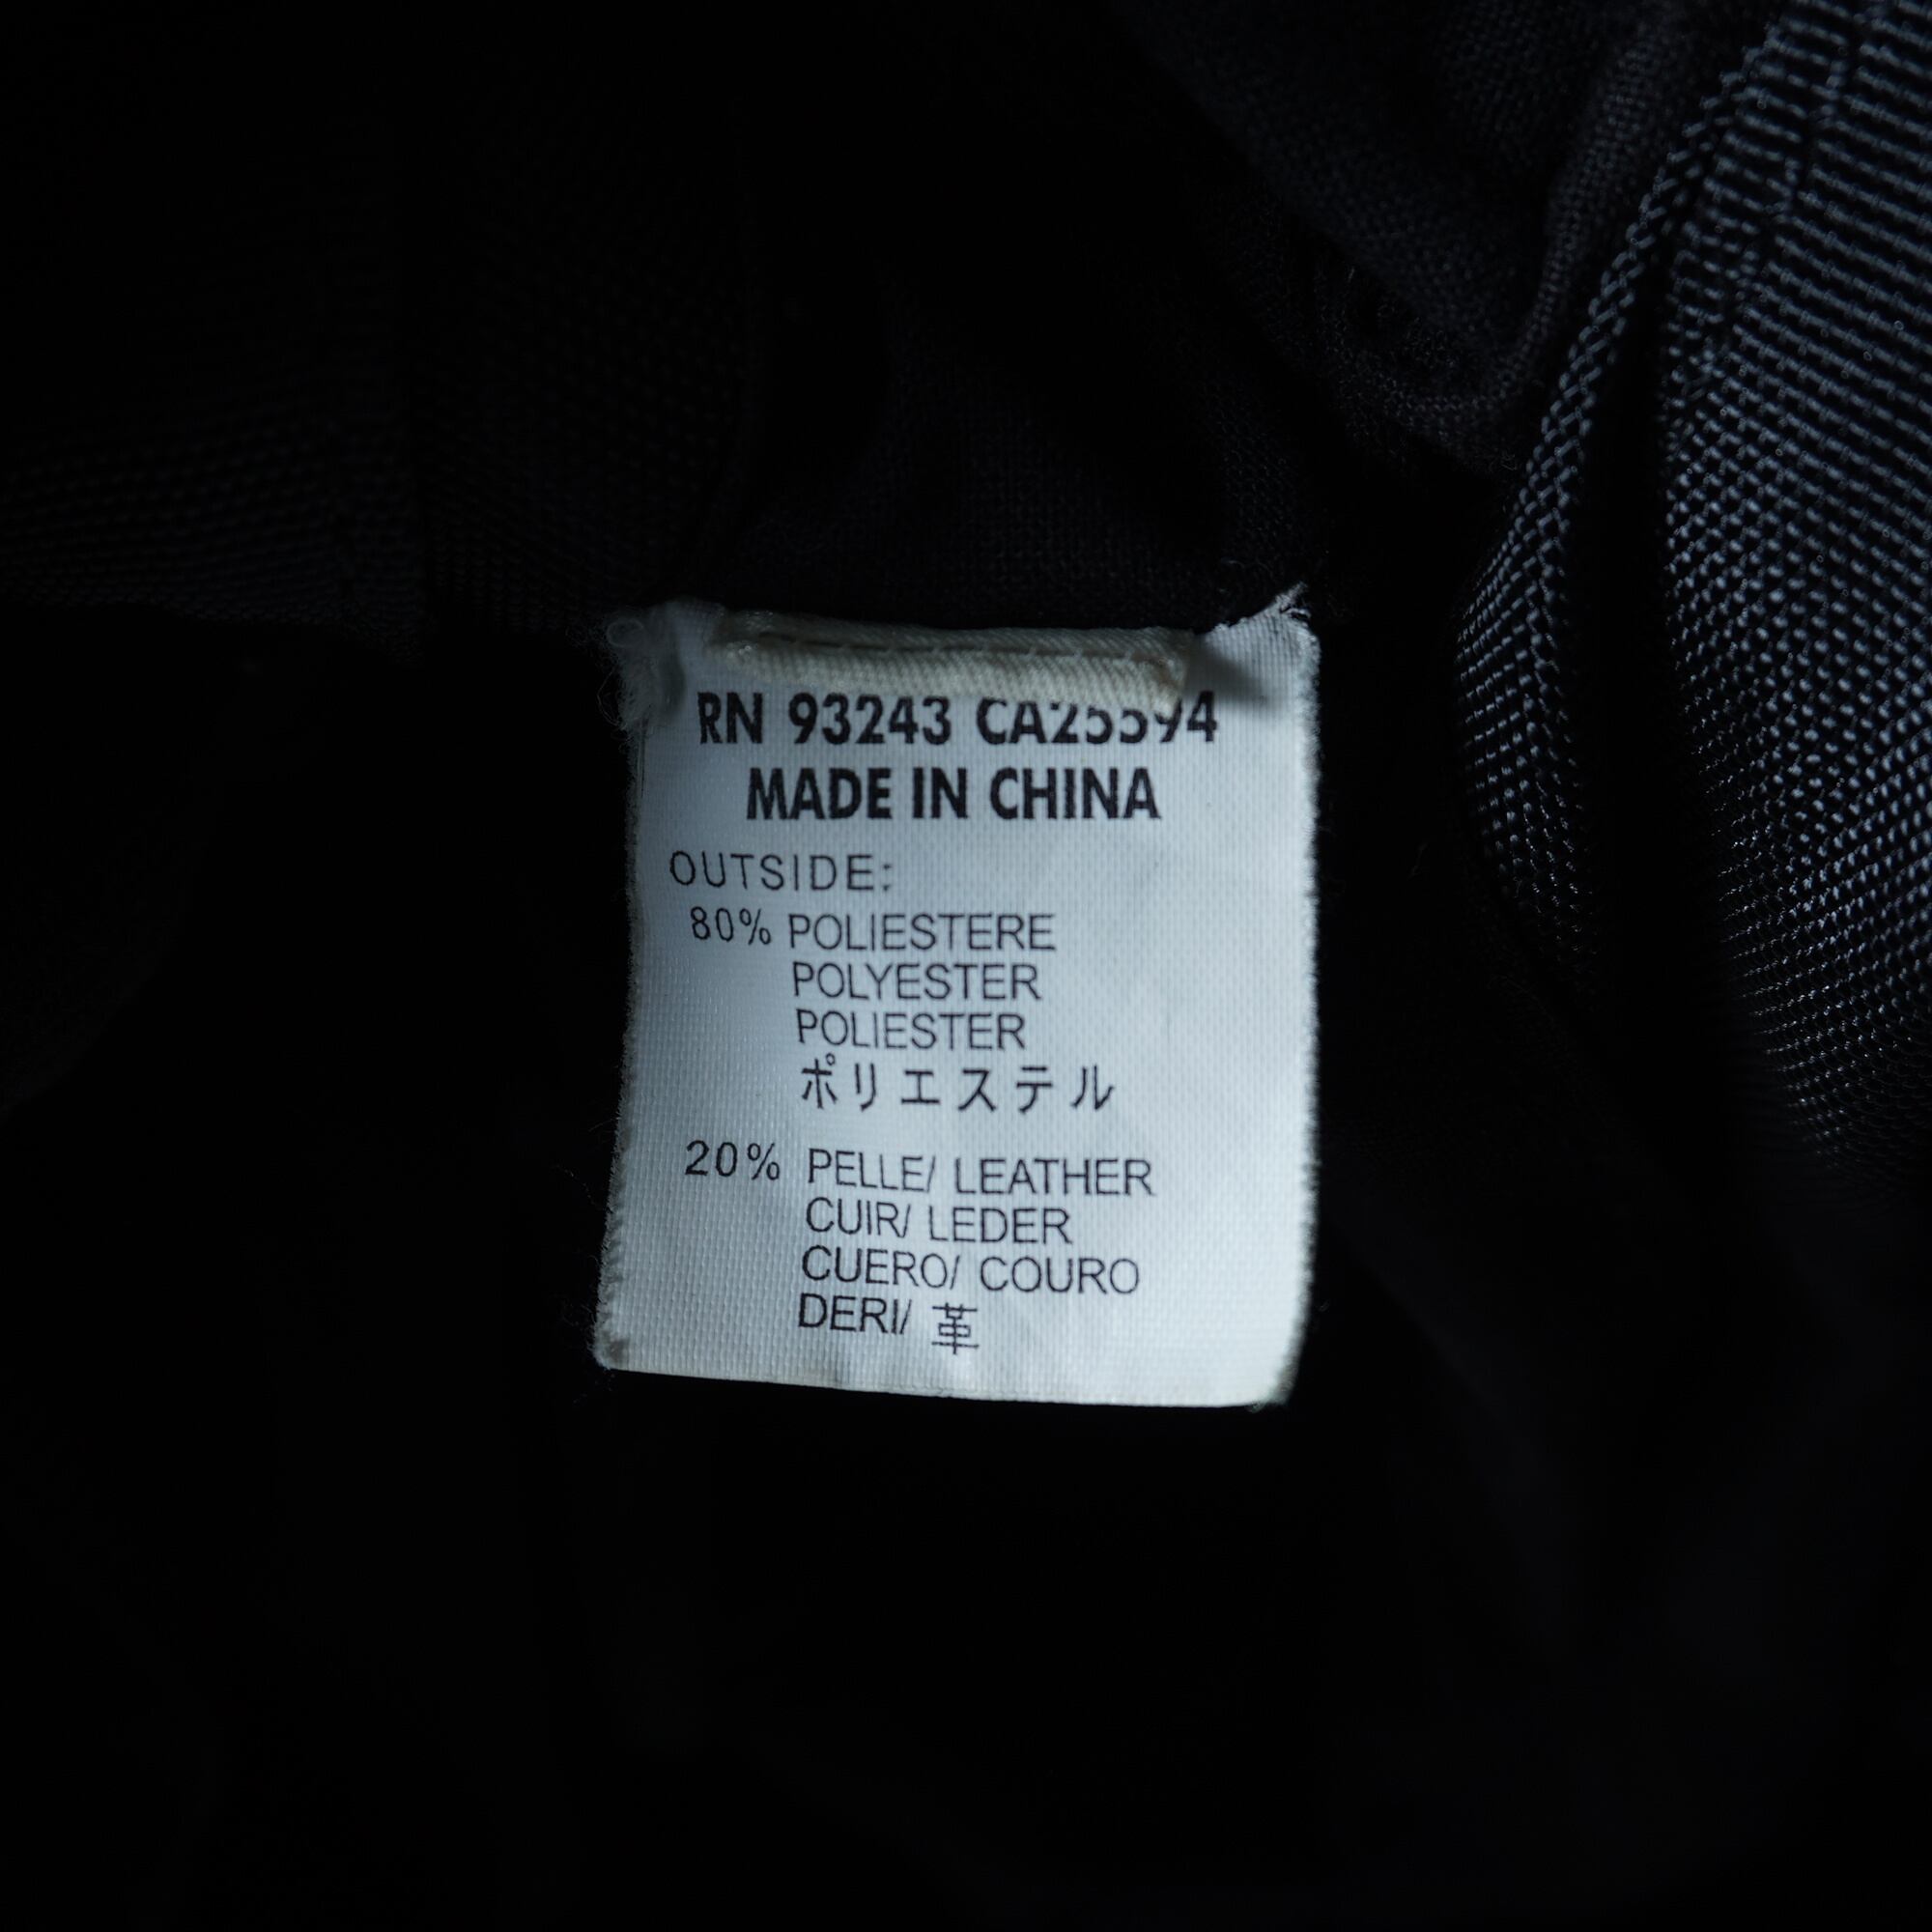 RN 93243 CA25594
MADE IN CHINA
OUTSIDE:
80% POLIESTERE
POLYESTER
POLIESTER
ポリエステル
20% PELLE/ LEATHER
CUIR/ LEDER
CUERO/ COURO
DERI/ 革